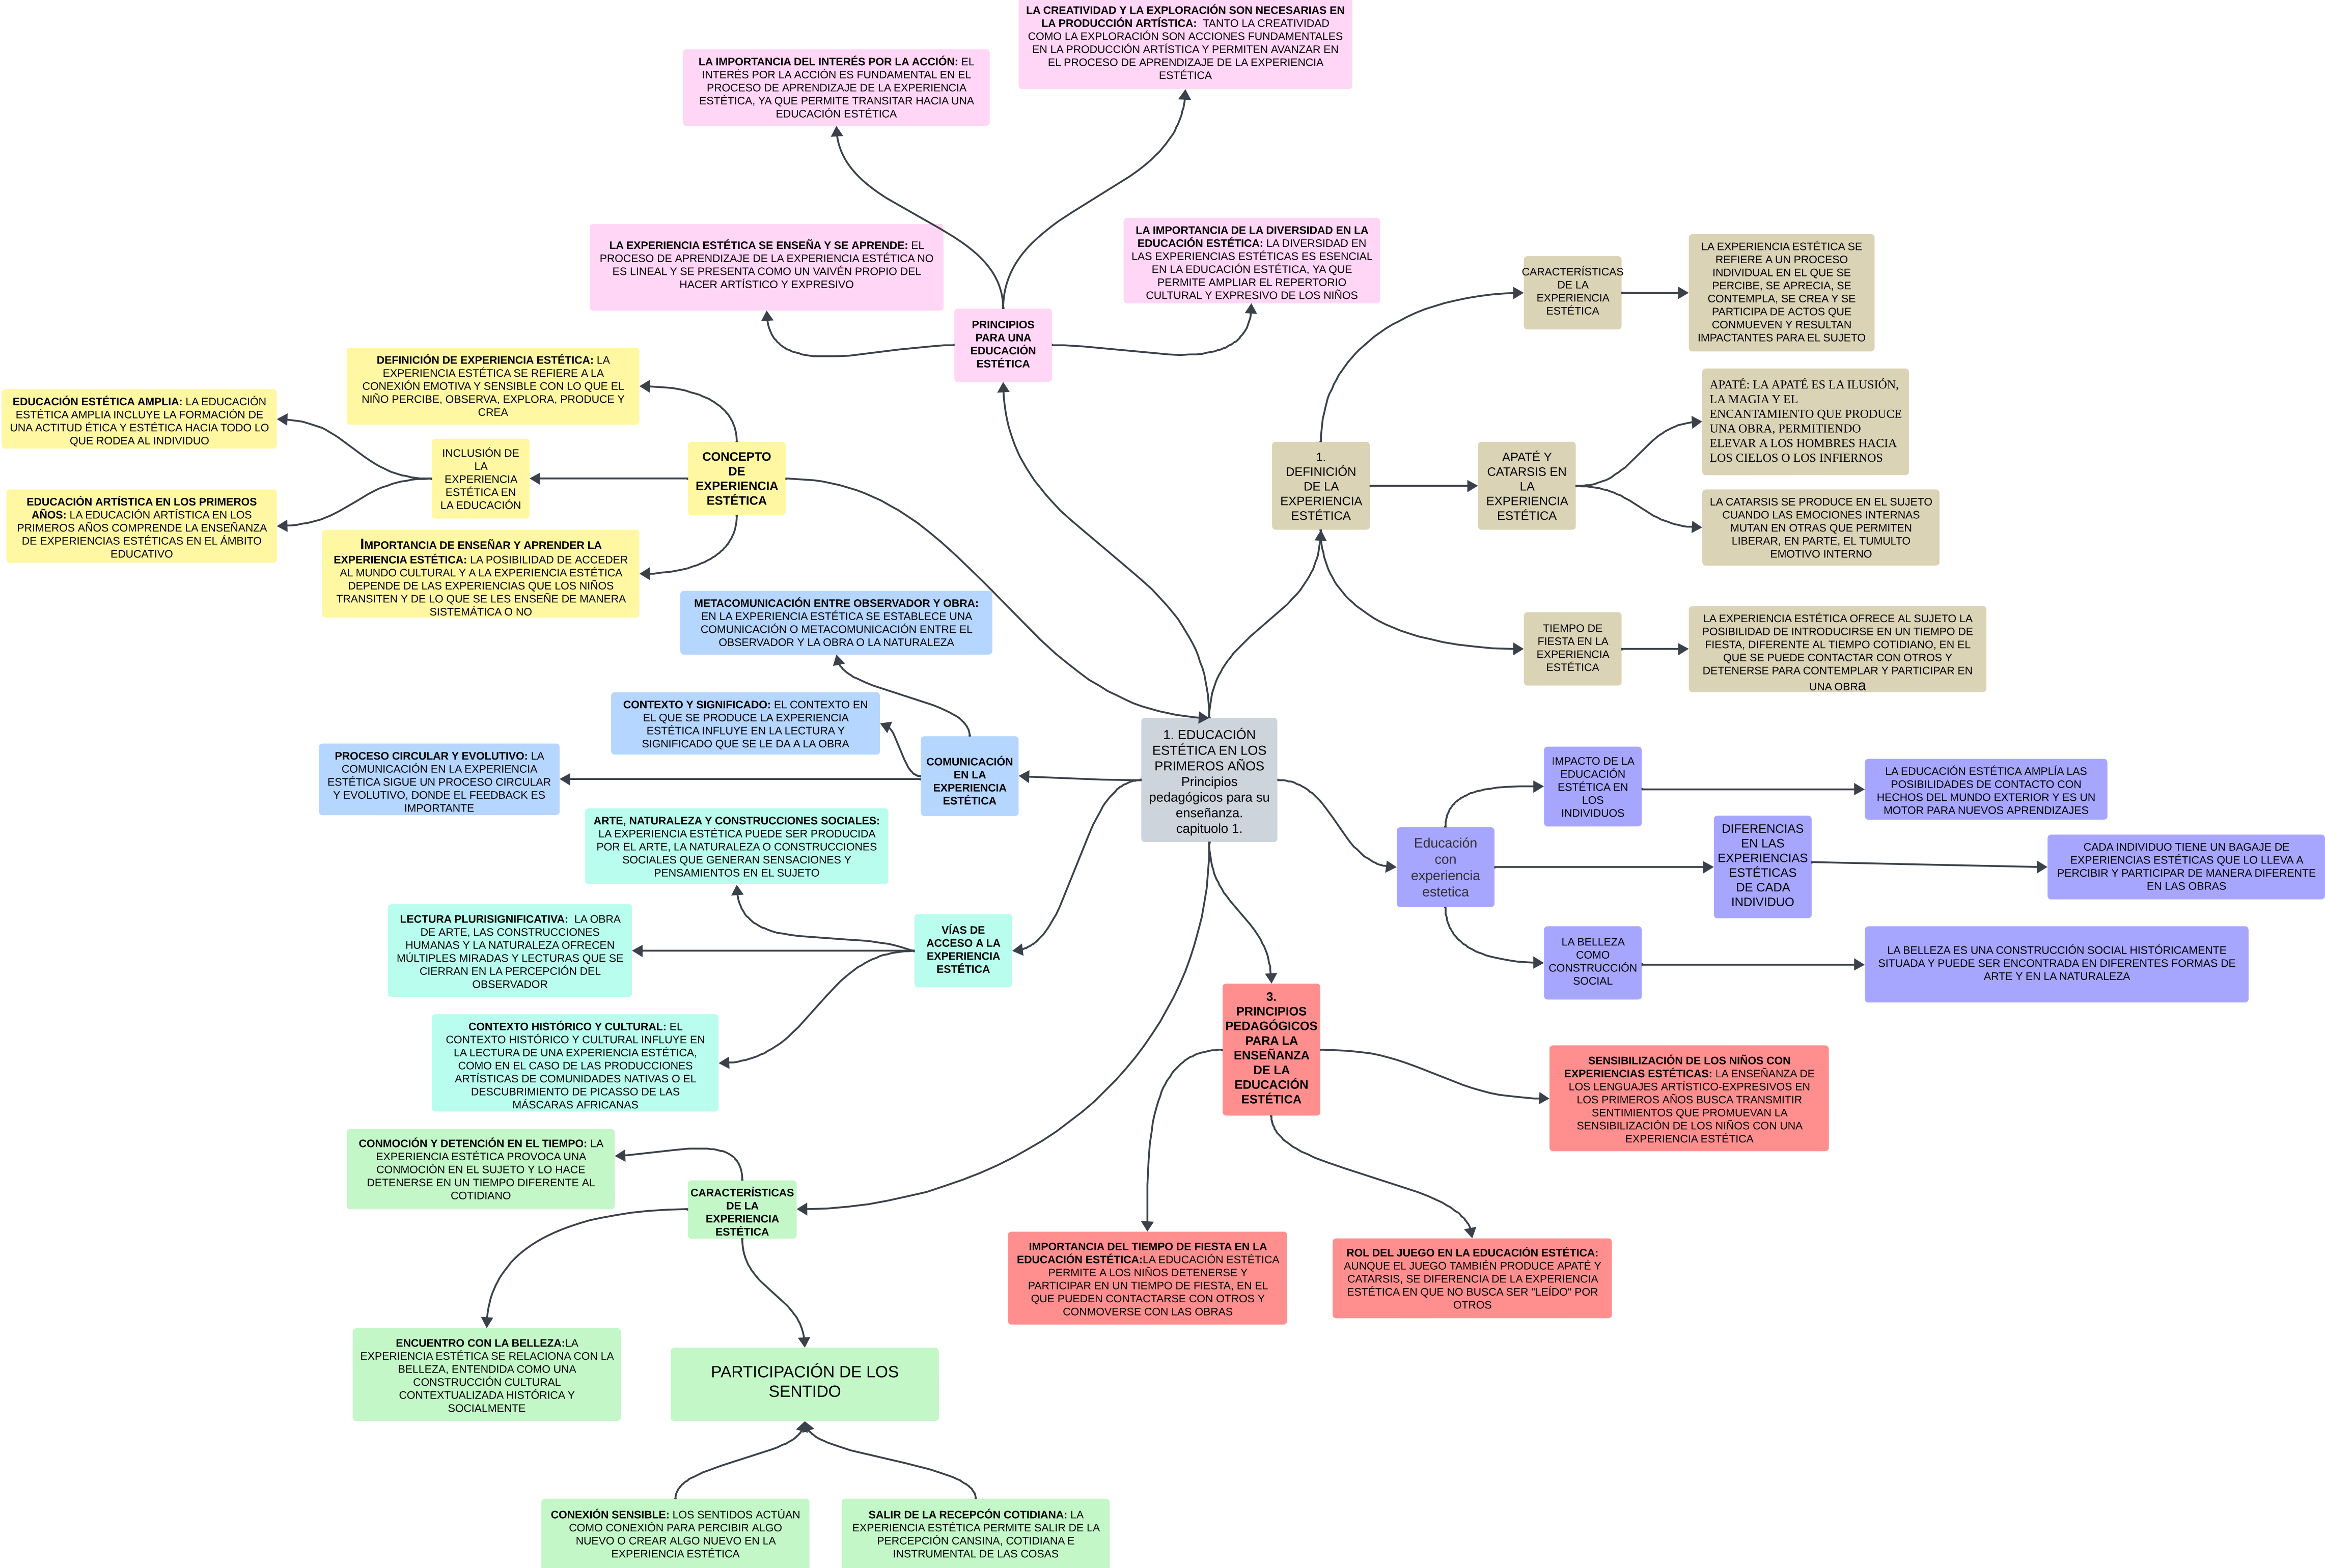 LA CREATIVIDAD Y LA EXPLORACIÓN SON NECESARIAS EN
LA PRODUCCIÓN ARTÍSTICA: TANTO LA CREATIVIDAD
COMO LA EXPLORACIÓN SON ACCIONES FUNDAMENTALES
EN LA PRODUCCIÓN ARTÍSTICA Y PERMITEN AVANZAR EN
EL PROCESO DE APRENDIZAJE DE LA EXPERIENCIA
ESTÉTICA
LA IMPORTANCIA DEL INTERÉS POR LA ACCIÓN: EL
INTERÉS POR LA ACCIÓN ES FUNDAMENTAL EN EL
PROCESO DE APRENDIZAJE DE LA EXPERIENCIA
ESTÉTICA, YA QUE PERMITE TRANSITAR HACIA UNA
EDUCACIÓN ESTÉTICA
LA EXPERIENCIA ESTÉTICA SE ENSEÑA Y SE APRENDE: EL
PROCESO DE APRENDIZAJE DE LA EXPERIENCIA ESTÉTICA NO
ES LINEAL Y SE PRESENTA COMO UN VAIVÉN PROPIO DEL
HACER ARTÍSTICO Y EXPRESIVO
LA IMPORTANCIA DE LA DIVERSIDAD EN LA
EDUCACIÓN ESTÉTICA: LA DIVERSIDAD EN
LAS EXPERIENCIAS ESTÉTICAS ES ESENCIAL
EN LA EDUCACIÓN ESTÉTICA, YA QUE
PERMITE AMPLIAR EL REPERTORIO
CULTURAL Y EXPRESIVO DE LOS NIÑOS
PRINCIPIOS
PARA UNA
EDUCACIÓN
ESTÉTICA
CARACTERÍSTICAS
DE LA
EXPERIENCIA
ESTÉTICA
LA EXPERIENCIA ESTÉTICA SE
REFIERE A UN PROCESO
INDIVIDUAL EN EL QUE SE
PERCIBE, SE APRECIA, SE
CONTEMPLA, SE CREA Y SE
PARTICIPA DE ACTOS QUE
CONMUEVEN Y RESULTAN
IMPACTANTES PARA EL SUJETO
DEFINICIÓN DE EXPERIENCIA ESTÉTICA: LA
EXPERIENCIA ESTÉTICA SE REFIERE A LA
CONEXIÓN EMOTIVA Y SENSIBLE CON LO QUE EL
NIÑO PERCIBE, OBSERVA, EXPLORA, PRODUCE Y
CREA
EDUCACIÓN ESTÉTICA AMPLIA: LA EDUCACIÓN
ESTÉTICA AMPLIA INCLUYE LA FORMACIÓN DE
UNA ACTITUD ÉTICA Y ESTÉTICA HACIA TODO LO
QUE RODEA AL INDIVIDUO
INCLUSIÓN DE
LA
EXPERIENCIA
ESTÉTICA EN
LA EDUCACIÓN
CONCEPTO
DE
EXPERIENCIA
ESTÉTICA
EDUCACIÓN ARTÍSTICA EN LOS PRIMEROS
AÑOS: LA EDUCACIÓN ARTÍSTICA EN LOS
PRIMEROS AÑOS COMPRENDE LA ENSEÑANZA
DE EXPERIENCIAS ESTÉTICAS EN EL ÁMBITO
EDUCATIVO
IMPORTANCIA DE ENSEÑAR Y APRENDER LA
EXPERIENCIA ESTÉTICA: LA POSIBILIDAD DE ACCEDER
AL MUNDO CULTURAL Y A LA EXPERIENCIA ESTÉTICA
DEPENDE DE LAS EXPERIENCIAS QUE LOS NIÑOS
TRANSITEN Y DE LO QUE SE LES ENSEÑE DE MANERA
SISTEMÁTICA O NO
1.
DEFINICIÓN
DE LA
EXPERIENCIA
ESTÉTICA
APATÉ Y
CATARSIS EN
LA
EXPERIENCIA
ESTÉTICA
APATÉ: LA APATÉ ES LA ILUSIÓN,
LA MAGIA Y EL
ENCANTAMIENTO QUE PRODUCE
UNA OBRA, PERMITIENDO
ELEVAR A LOS HOMBRES HACIA
LOS CIELOS O LOS INFIERNOS
LA CATARSIS SE PRODUCE EN EL SUJETO
CUANDO LAS EMOCIONES INTERNAS
MUTAN EN OTRAS QUE PERMITEN
LIBERAR, EN PARTE, EL TUMULTO
EMOTIVO INTERNO
TIEMPO DE
FIESTA EN LA
EXPERIENCIA
ESTÉTICA
LA EXPERIENCIA ESTÉTICA OFRECE AL SUJETO LA
POSIBILIDAD DE INTRODUCIRSE EN UN TIEMPO DE
FIESTA, DIFERENTE AL TIEMPO COTIDIANO, EN EL
QUE SE PUEDE CONTACTAR CON OTROS Y
DETENERSE PARA CONTEMPLAR Y PARTICIPAR EN
UNA OBRa
METACOMUNICACIÓN ENTRE OBSERVADOR Y OBRA:
EN LA EXPERIENCIA ESTÉTICA SE ESTABLECE UNA
COMUNICACIÓN O METACOMUNICACIÓN ENTRE EL
OBSERVADOR Y LA OBRA O LA NATURALEZA
CONTEXTO Y SIGNIFICADO: EL CONTEXTO EN
EL QUE SE PRODUCE LA EXPERIENCIA
ESTÉTICA INFLUYE EN LA LECTURA Y
SIGNIFICADO QUE SE LE DA A LA OBRA
PROCESO CIRCULAR Y EVOLUTIVO: LA
COMUNICACIÓN EN LA EXPERIENCIA
ESTÉTICA SIGUE UN PROCESO CIRCULAR
Y EVOLUTIVO, DONDE EL FEEDBACK ES
IMPORTANTE
COMUNICACIÓN
EN LA
EXPERIENCIA
ESTÉTICA
1. EDUCACIÓN
ESTÉTICA EN LOS
PRIMEROS AÑOS
Principios
pedagógicos para su
enseñanza.
capituolo 1.
IMPACTO DE LA
EDUCACIÓN
ESTÉTICA EN
LOS
INDIVIDUOS
LA EDUCACIÓN ESTÉTICA AMPLÍA LAS
POSIBILIDADES DE CONTACTO CON
HECHOS DEL MUNDO EXTERIOR Y ES UN
MOTOR PARA NUEVOS APRENDIZAJES
Educación
con
experiencia
estetica
DIFERENCIAS
EN LAS
EXPERIENCIAS
ESTÉTICAS
DE CADA
INDIVIDUO
CADA INDIVIDUO TIENE UN BAGAJE DE
EXPERIENCIAS ESTÉTICAS QUE LO LLEVA A
PERCIBIR Y PARTICIPAR DE MANERA DIFERENTE
EN LAS OBRAS
LA BELLEZA
COMO
CONSTRUCCIÓN
SOCIAL
LA BELLEZA ES UNA CONSTRUCCIÓN SOCIAL HISTÓRICAMENTE
SITUADA Y PUEDE SER ENCONTRADA EN DIFERENTES FORMAS DE
ARTE Y EN LA NATURALEZA
ARTE, NATURALEZA Y CONSTRUCCIONES SOCIALES:
LA EXPERIENCIA ESTÉTICA PUEDE SER PRODUCIDA
POR EL ARTE, LA NATURALEZA O CONSTRUCCIONES
SOCIALES QUE GENERAN SENSACIONES Y
PENSAMIENTOS EN EL SUJETO
LECTURA PLURISIGNIFICATIVA: LA OBRA
DE ARTE, LAS CONSTRUCCIONES
HUMANAS Y LA NATURALEZA OFRECEN
MÚLTIPLES MIRADAS Y LECTURAS QUE SE
CIERRAN EN LA PERCEPCIÓN DEL
OBSERVADOR
VÍAS DE
ACCESO A LA
EXPERIENCIA
ESTÉTICA
CONTEXTO HISTÓRICO Y CULTURAL: EL
CONTEXTO HISTÓRICO Y CULTURAL INFLUYE EN
LA LECTURA DE UNA EXPERIENCIA ESTÉTICA,
COMO EN EL CASO DE LAS PRODUCCIONES
ARTÍSTICAS DE COMUNIDADES NATIVAS O EL
DESCUBRIMIENTO DE PICASSO DE LAS
MÁSCARAS AFRICANAS
3.
PRINCIPIOS
PEDAGÓGICOS
PARA LA
ENSEÑANZA
DE LA
EDUCACIÓN
ESTÉTICA
SENSIBILIZACIÓN DE LOS NIÑOS CON
EXPERIENCIAS ESTÉTICAS: LA ENSEÑANZA DE
LOS LENGUAJES ARTÍSTICO-EXPRESIVOS EN
LOS PRIMEROS AÑOS BUSCA TRANSMITIR
SENTIMIENTOS QUE PROMUEVAN LA
SENSIBILIZACIÓN DE LOS NIÑOS CON UNA
EXPERIENCIA ESTÉTICA
CONMOCIÓN Y DETENCIÓN EN EL TIEMPO: LA
EXPERIENCIA ESTÉTICA PROVOCA UNA
CONMOCIÓN EN EL SUJETO Y LO HACE
DETENERSE EN UN TIEMPO DIFERENTE AL
COTIDIANO
CARACTERÍSTICAS
DE LA
EXPERIENCIA
ESTÉTICA
IMPORTANCIA DEL TIEMPO DE FIESTA EN LA
EDUCACIÓN ESTÉTICA:LA EDUCACIÓN ESTÉTICA
PERMITE A LOS NIÑOS DETENERSE Y
PARTICIPAR EN UN TIEMPO DE FIESTA, EN EL
QUE PUEDEN CONTACTARSE CON OTROS Y
CONMOVERSE CON LAS OBRAS
ROL DEL JUEGO EN LA EDUCACIÓN ESTÉTICA:
AUNQUE EL JUEGO TAMBIÉN PRODUCE APATÉ Y
CATARSIS, SE DIFERENCIA DE LA EXPERIENCIA
ESTÉTICA EN QUE NO BUSCA SER "LEÍDO" POR
OTROS
ENCUENTRO CON LA BELLEZA:LA
EXPERIENCIA ESTÉTICA SE RELACIONA CON LA
BELLEZA, ENTENDIDA COMO UNA
CONSTRUCCIÓN CULTURAL
CONTEXTUALIZADA HISTÓRICA Y
SOCIALMENTE
PARTICIPACIÓN DE LOS
SENTIDO
CONEXIÓN SENSIBLE: LOS SENTIDOS ACTÚAN
COMO CONEXIÓN PARA PERCIBIR ALGO
NUEVO O CREAR ALGO NUEVO EN LA
EXPERIENCIA ESTÉTICA
SALIR DE LA RECEPCÓN COTIDIANA: LA
EXPERIENCIA ESTÉTICA PERMITE SALIR DE LA
PERCEPCIÓN CANSINA, COTIDIANA E
INSTRUMENTAL DE LAS COSAS